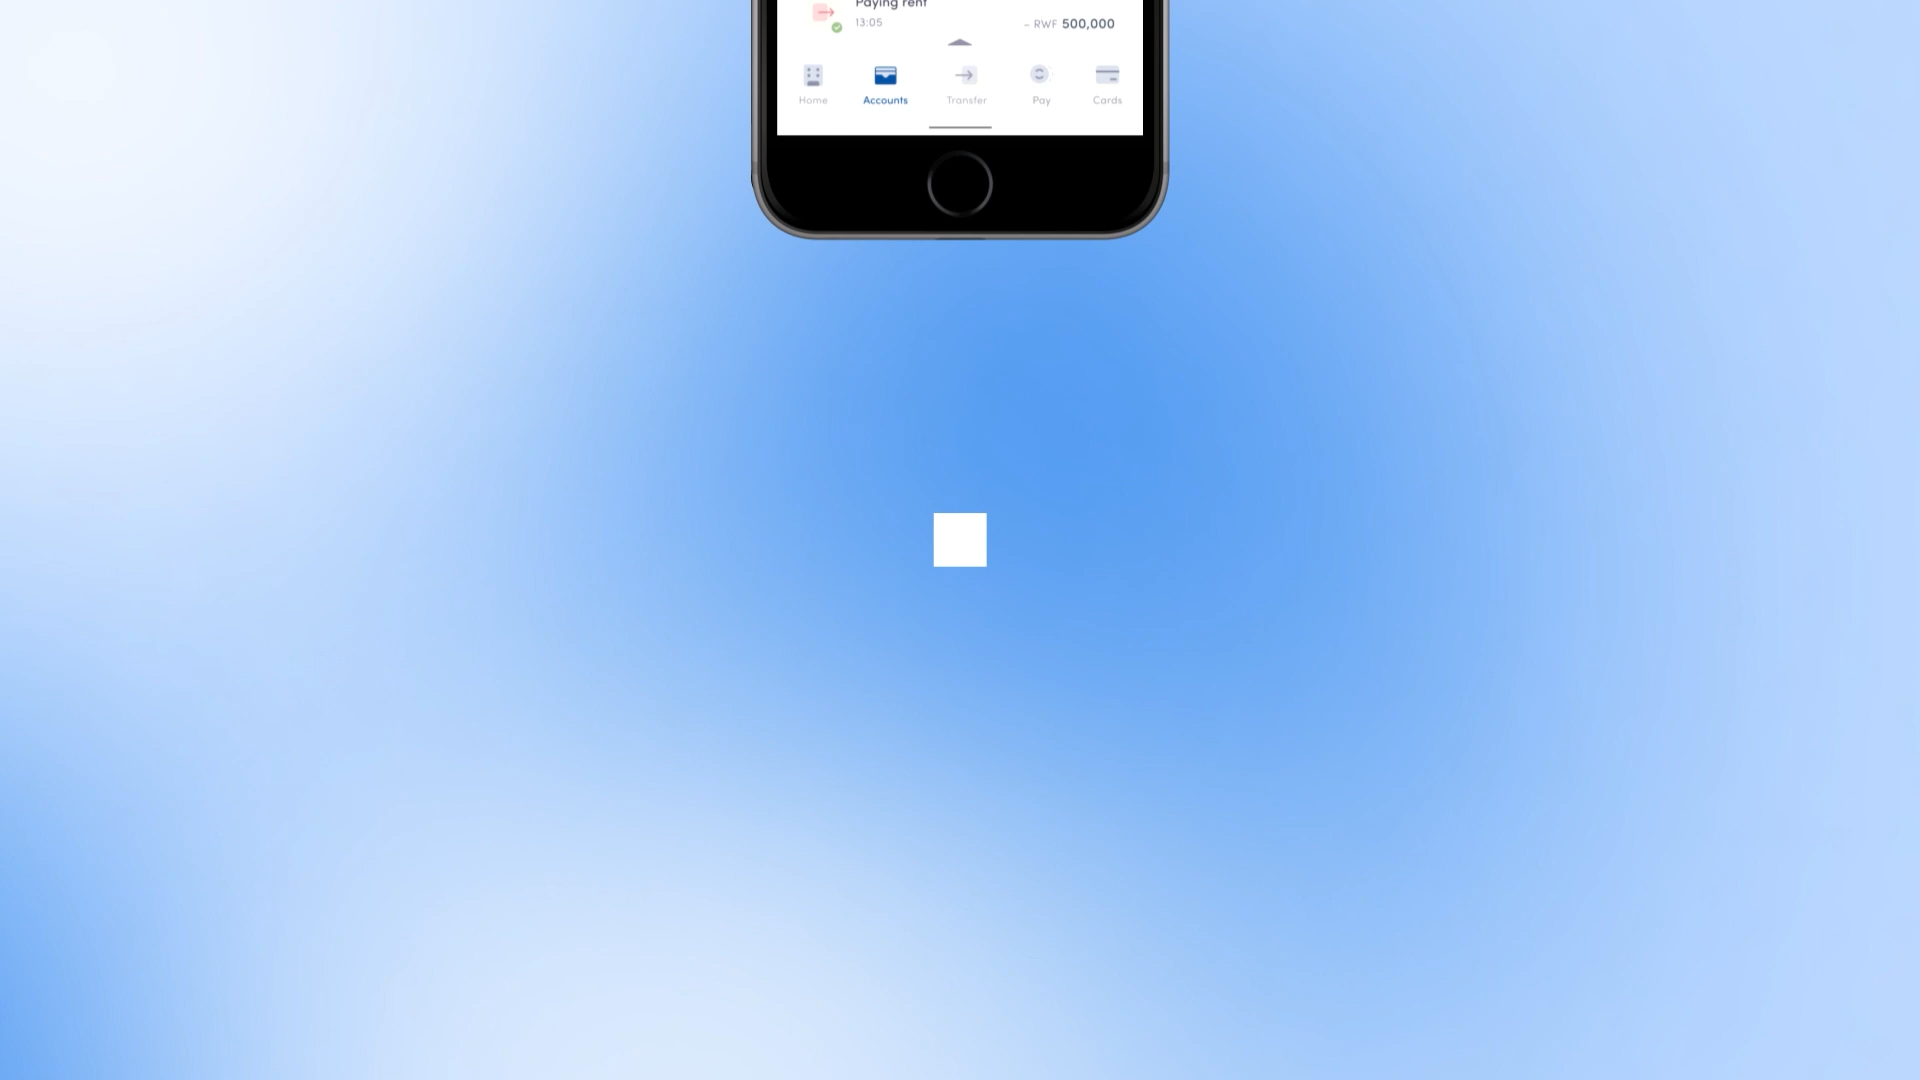 Paying rent
13:05
– RWF 500,000
Home Accounts Transfer Pay Cards